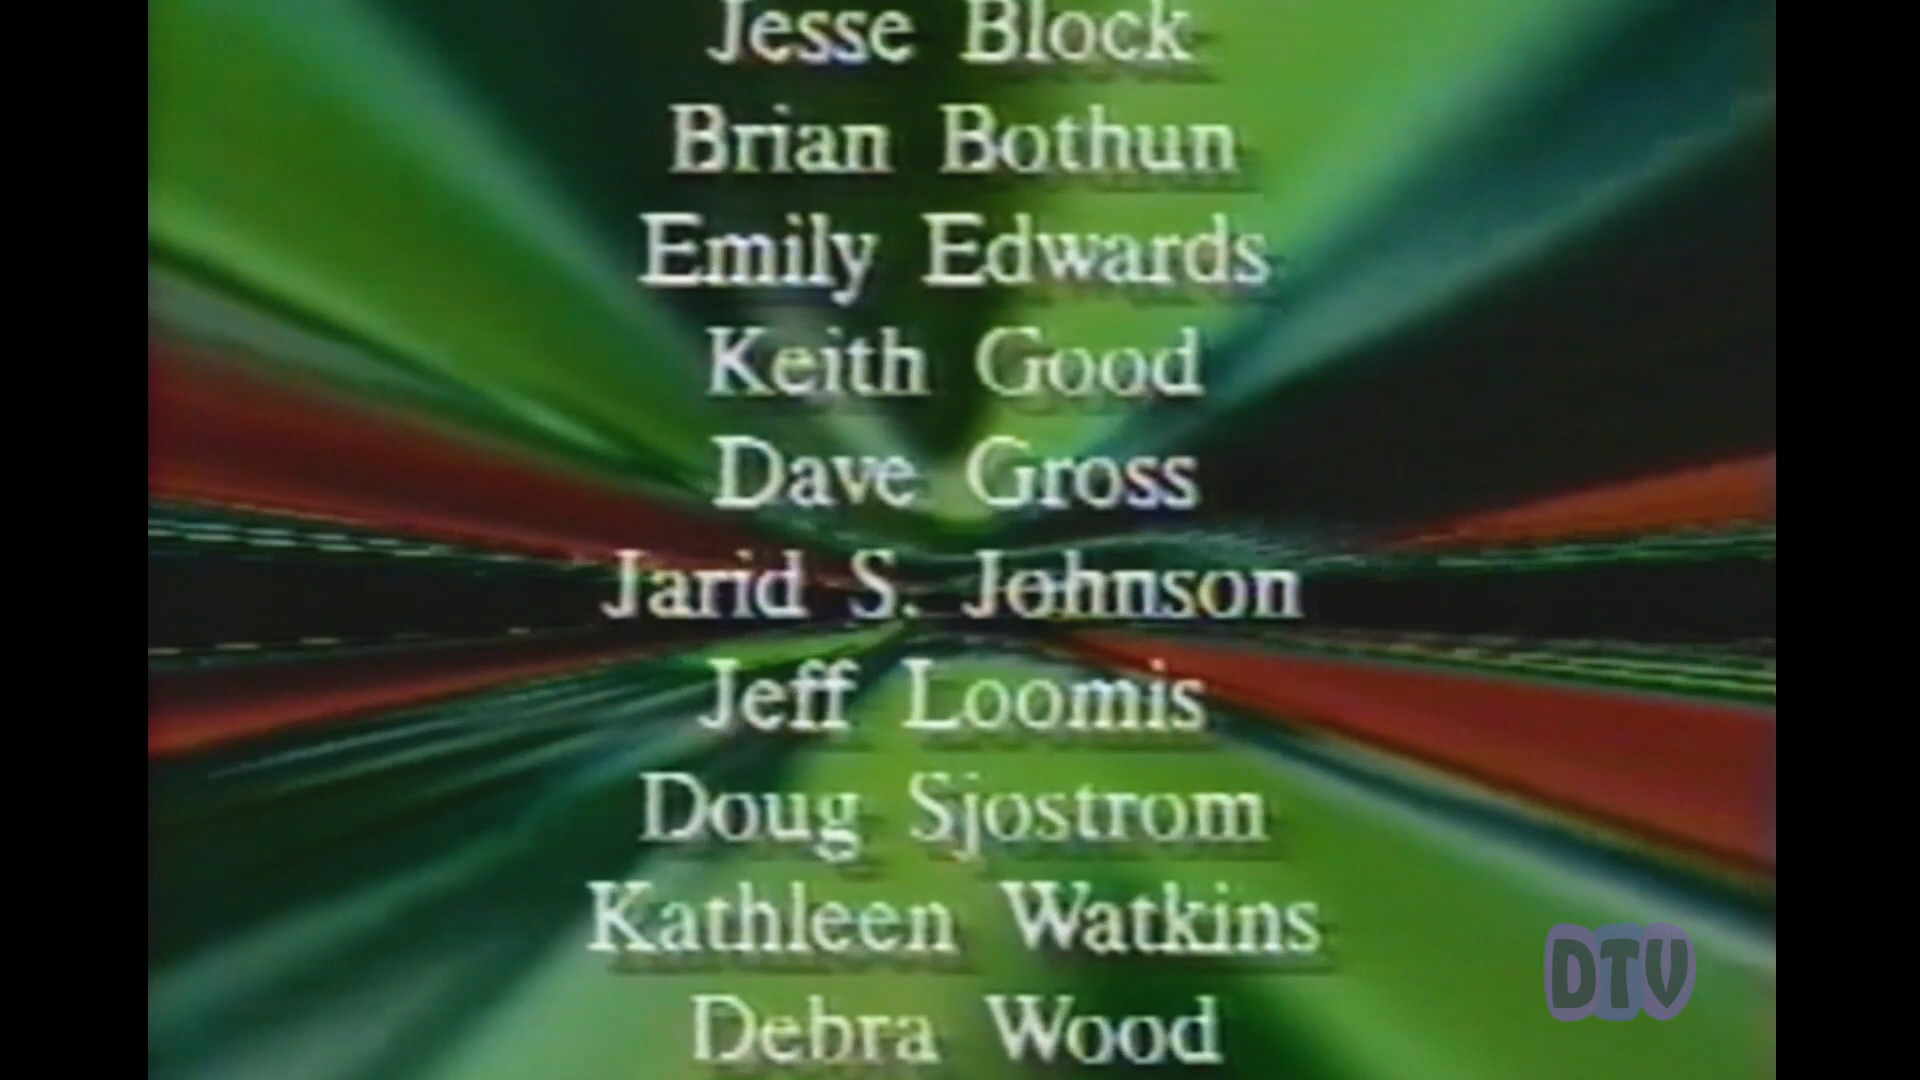 Jesse Block
Brian Bothun
Emily Edwards
Keith Good
Dave Gross
Jarid S. Johnson
Jeff Loomis
Doug Sjostrom
Kathleen Watkins
Debra Wood
DTV